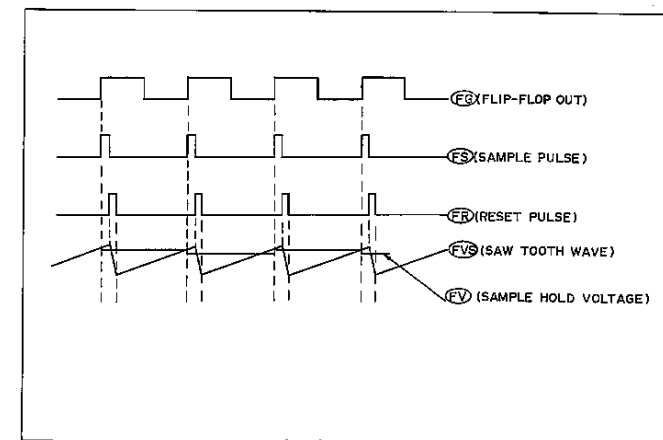 FG (FLIP-FLOP OUT)
FS (SAMPLE PULSE)
FR (RESET PULSE)
FVS (SAW TOOTH WAVE)
FV (SAMPLE HOLD VOLTAGE)